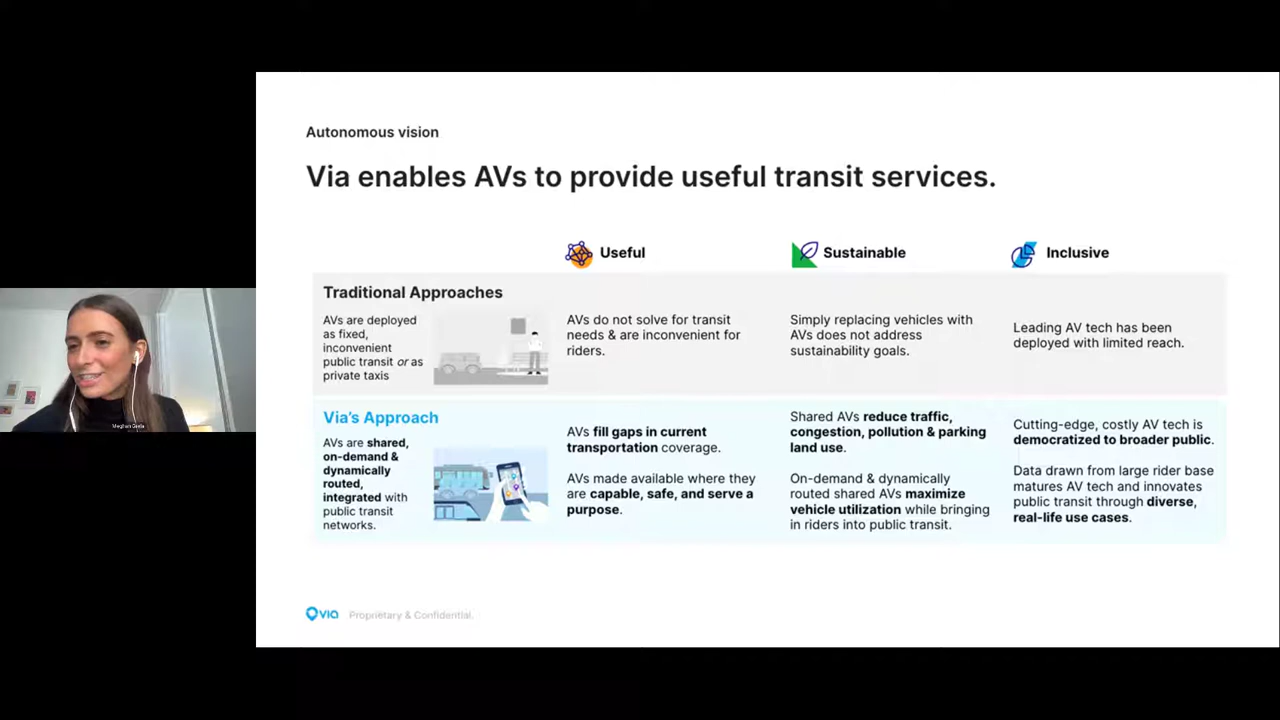 Autonomous vision
Via enables AVs to provide useful transit services.
Useful
Sustainable
Inclusive
Traditional Approaches
AVs are deployed
as fixed,
inconvenient
public transit or as
private taxis
AVs do not solve for transit
needs & are inconvenient for
riders.
Simply replacing vehicles with
AVs does not address
sustainability goals.
Leading AV tech has been
deployed with limited reach.
Via's Approach
AVs are shared,
on-demand &
dynamically
routed,
integrated with
public transit
networks.
AVs fill gaps in current
transportation coverage.
AVs made available where they
are capable, safe, and serve a
purpose.
Shared AVs reduce traffic,
congestion, pollution & parking
land use.
On-demand & dynamically
routed shared AVs maximize
vehicle utilization while bringing
in riders into public transit.
Cutting-edge, costly AV tech is
democratized to broader public.
Data drawn from large rider base
matures AV tech and innovates
public transit through diverse,
real-life use cases.
via
Proprietary & Confidential.